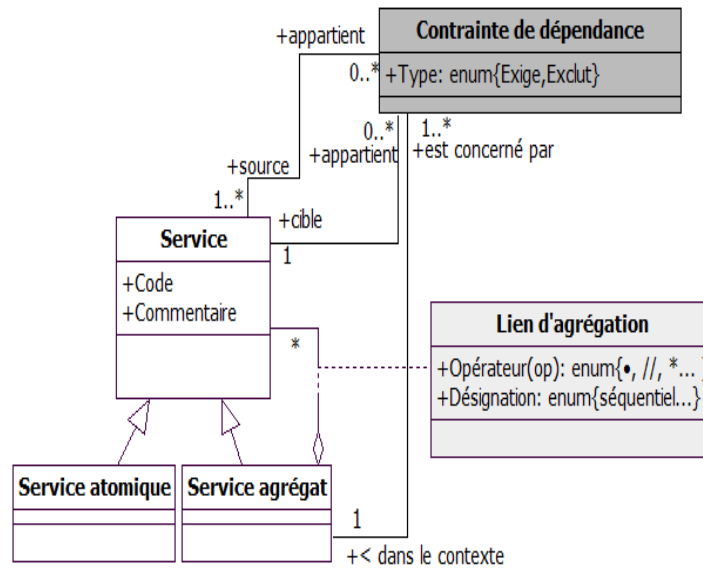 Contrainte de dépendance
+Type: enum{Exige,Exclut}
+appartient
0..*
0..*
+appartient
1..*
+est concerné par
+source
1..*
+cible
1
Service
+Code
+Commentaire
*
Lien d'agrégation
+Opérateur(op): enum{•, //, *... }
+Désignation: enum{séquentiel...}
Service atomique
Service agrégat
1
+< dans le contexte